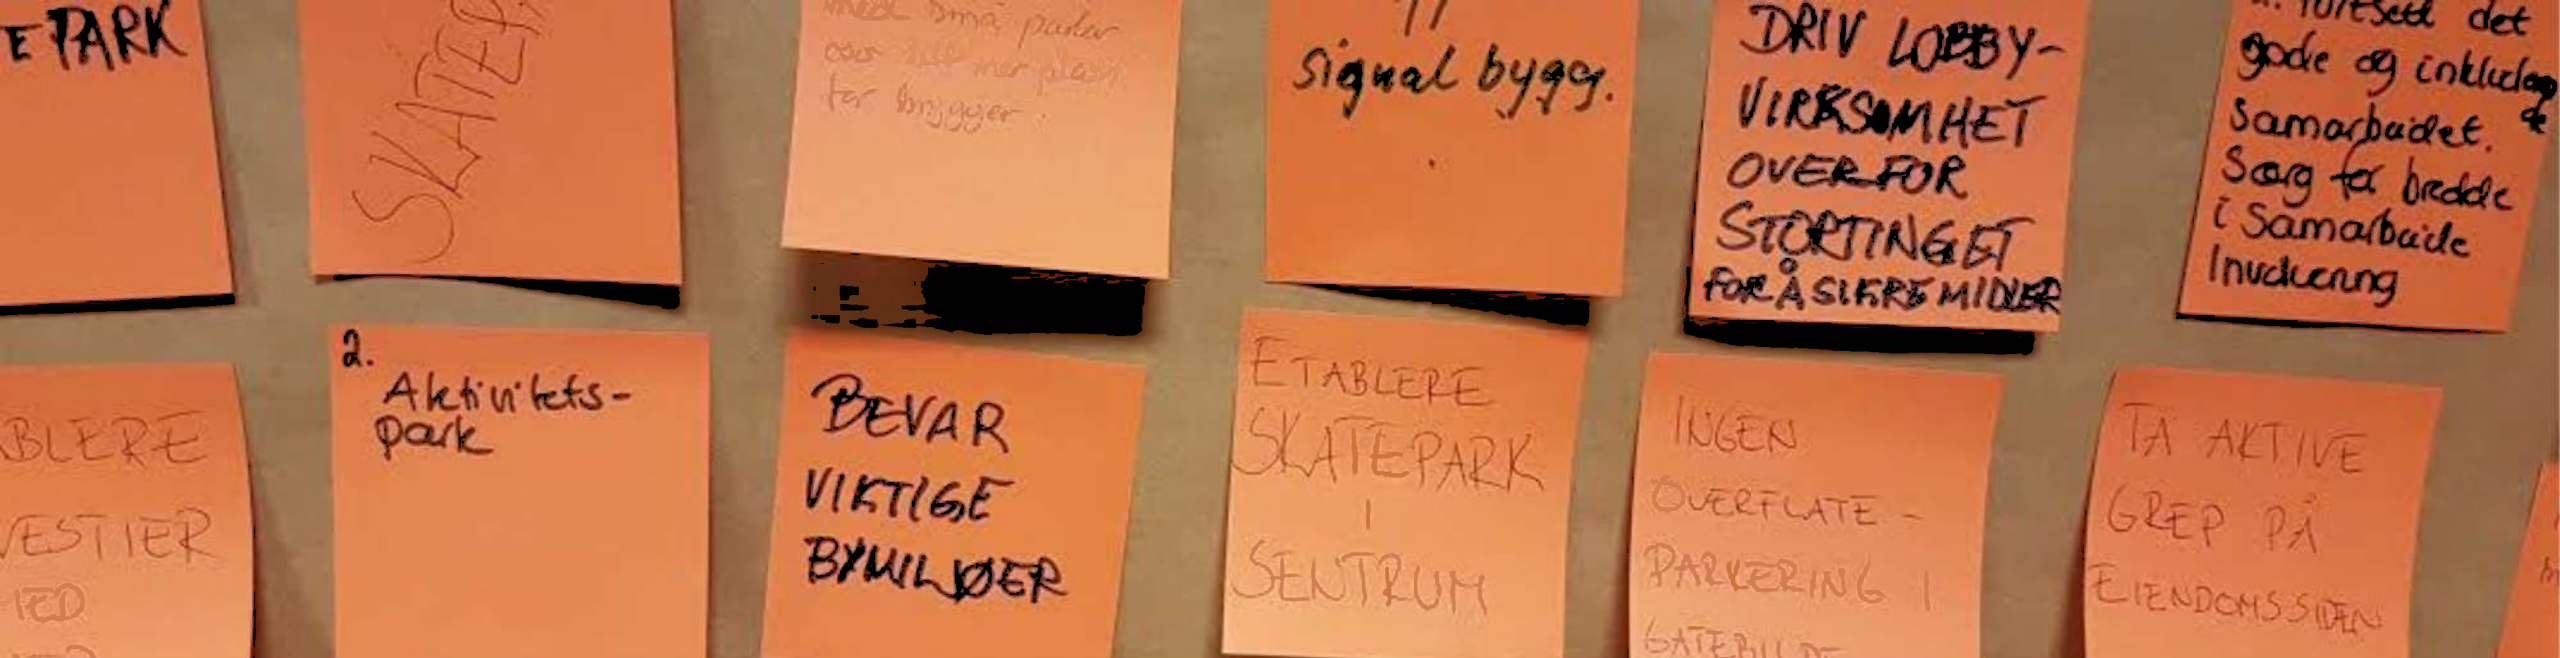 E PARK
SKATEP
med små parker
plass
for
signal bygg.
DRIV LOBBY-
VIRKSOMHET
OVERFOR
STORTINGET
FOR Å SIKRE MIDLER
det
gode og inkluderende
samarbeidet.
Sørg for bredde
i samarbeide
Involvering
BLERE
VESTIER
2.
Aktivitets-
park
BEVAR
VIKTIGE
BYMILJØER
ETABLERE
SKATEPARK
I
SENTRUM
INGEN
OVERFLATE-
PARKERING I
GATEBILDE
TA AKTIVE
GREP PÅ
EIENDOMSSIDEN